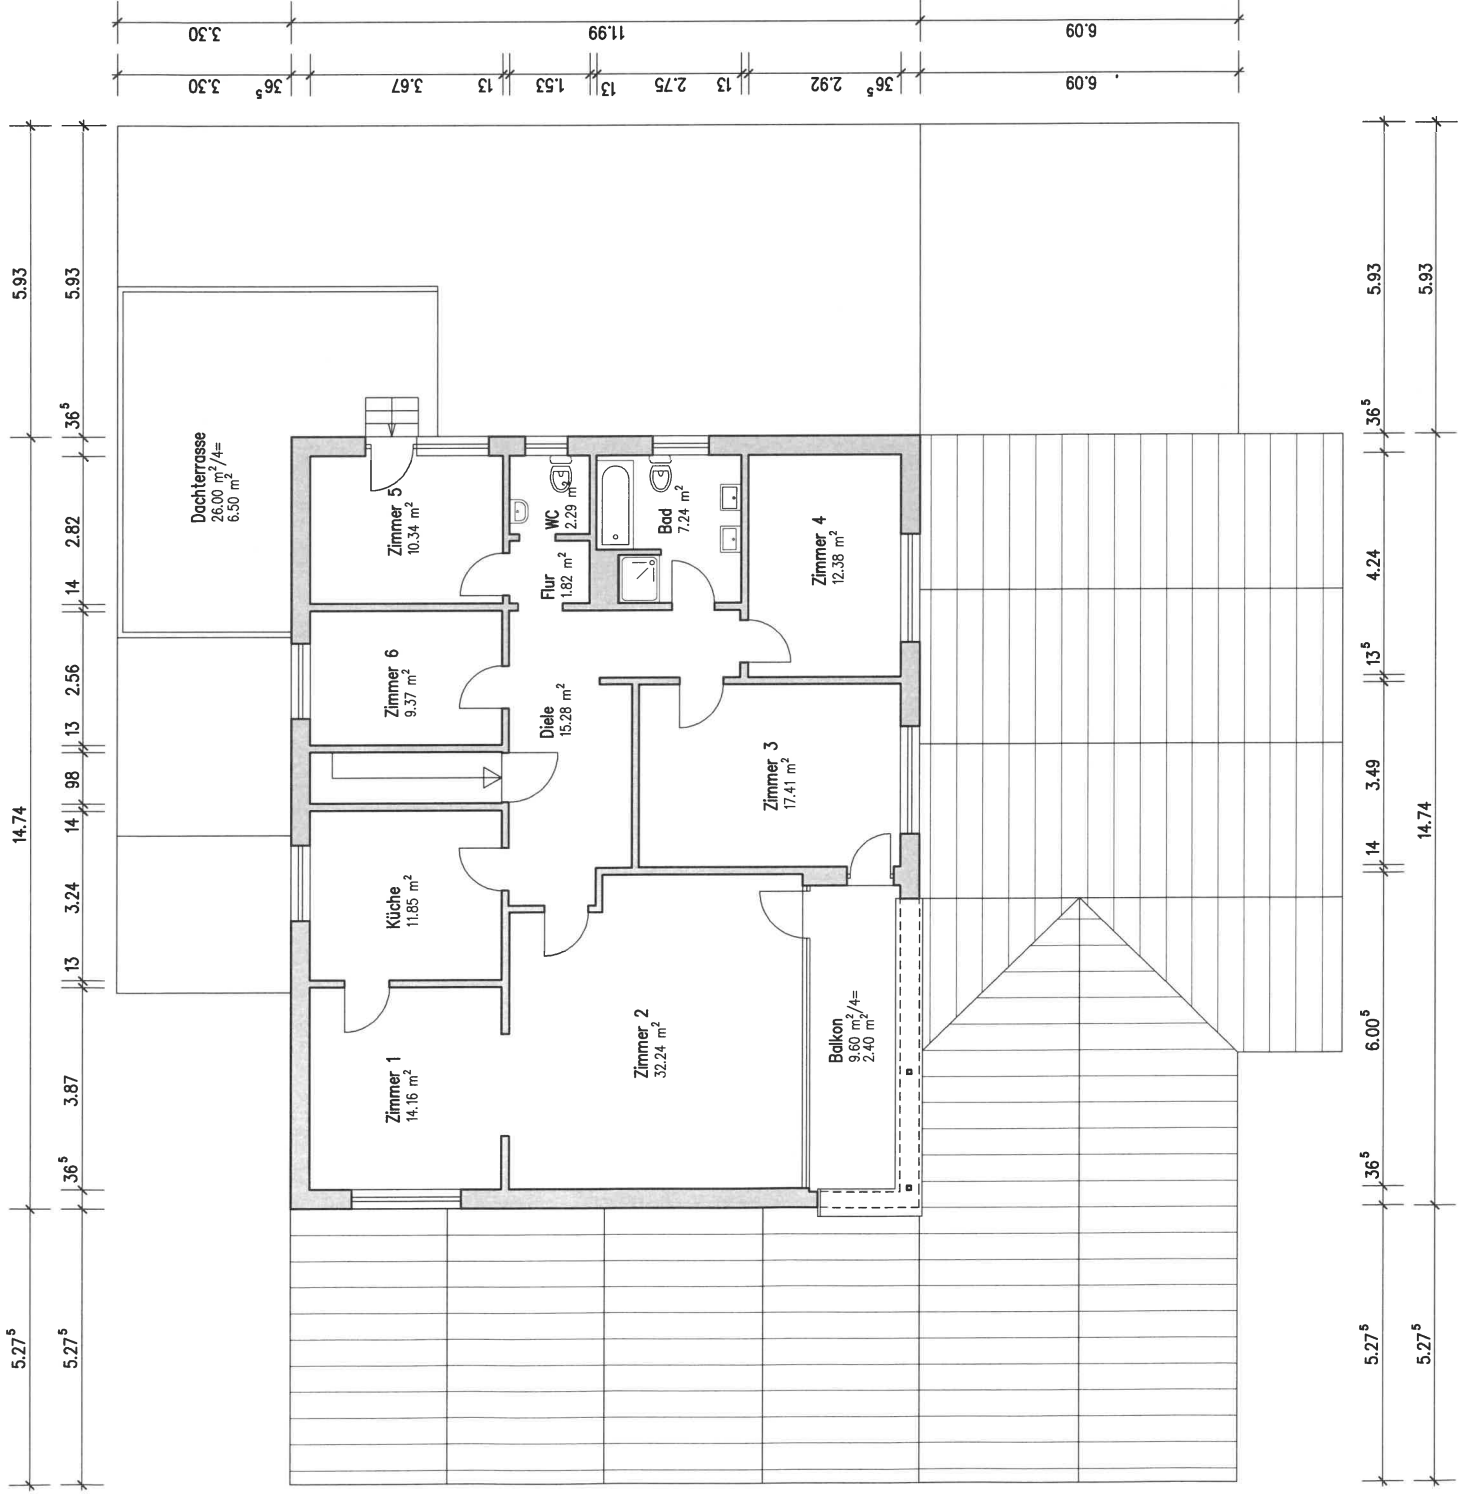 3.30
11.99
6.09
3.30
36⁵
3.67
13
1.53
13
2.75
13
2.92
36⁵
6.09
5.93
14.74
5.27⁵
5.93
36⁵
2.82
14
2.56
13
98
14
3.24
13
3.87
36⁵
5.27⁵
Dachterrasse
26.00 m²/4=
6.50 m²
Zimmer 5
10.34 m²
WC
2.29 m²
Flur
1.82 m²
Bad
7.24 m²
Zimmer 4
12.38 m²
Zimmer 6
9.37 m²
Diele
15.28 m²
Zimmer 3
17.41 m²
Küche
11.85 m²
Zimmer 1
14.16 m²
Zimmer 2
32.24 m²
Balkon
9.60 m²/4=
2.40 m²
5.93
36⁵
4.24
13⁵
3.49
14
6.00⁵
36⁵
5.27⁵
5.93
14.74
5.27⁵